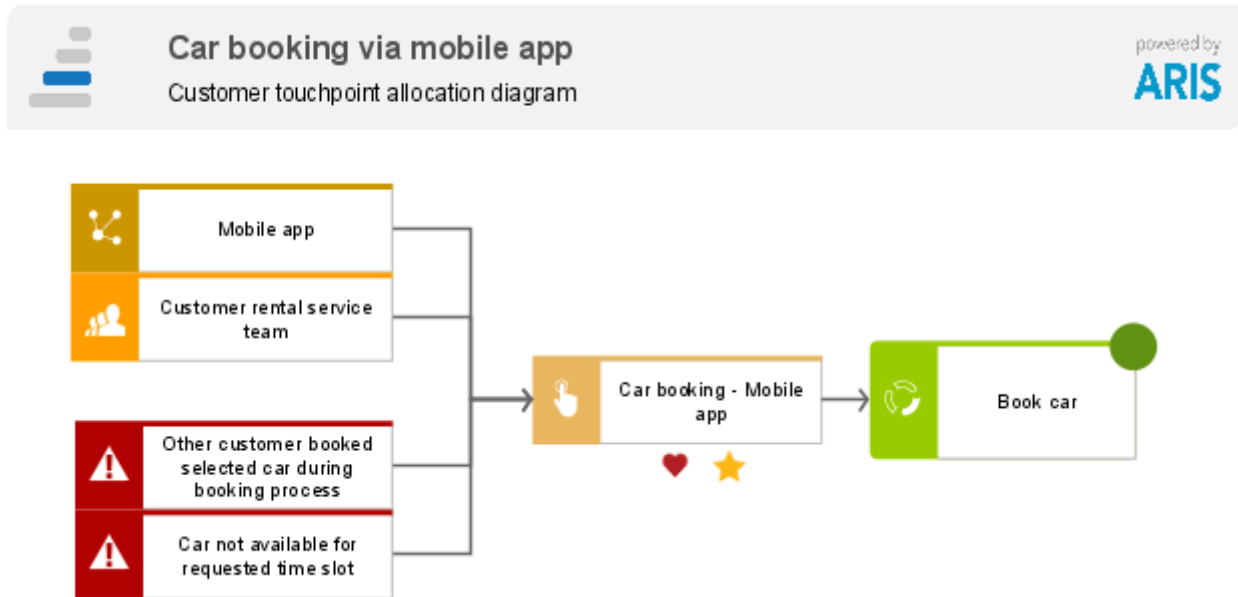 Car booking via mobile app
Customer touchpoint allocation diagram
powered by
ARIS
Mobile app
Customer rental service
team
Other customer booked
selected car during
booking process
Car not available for
requested time slot
Car booking - Mobile
app
Book car